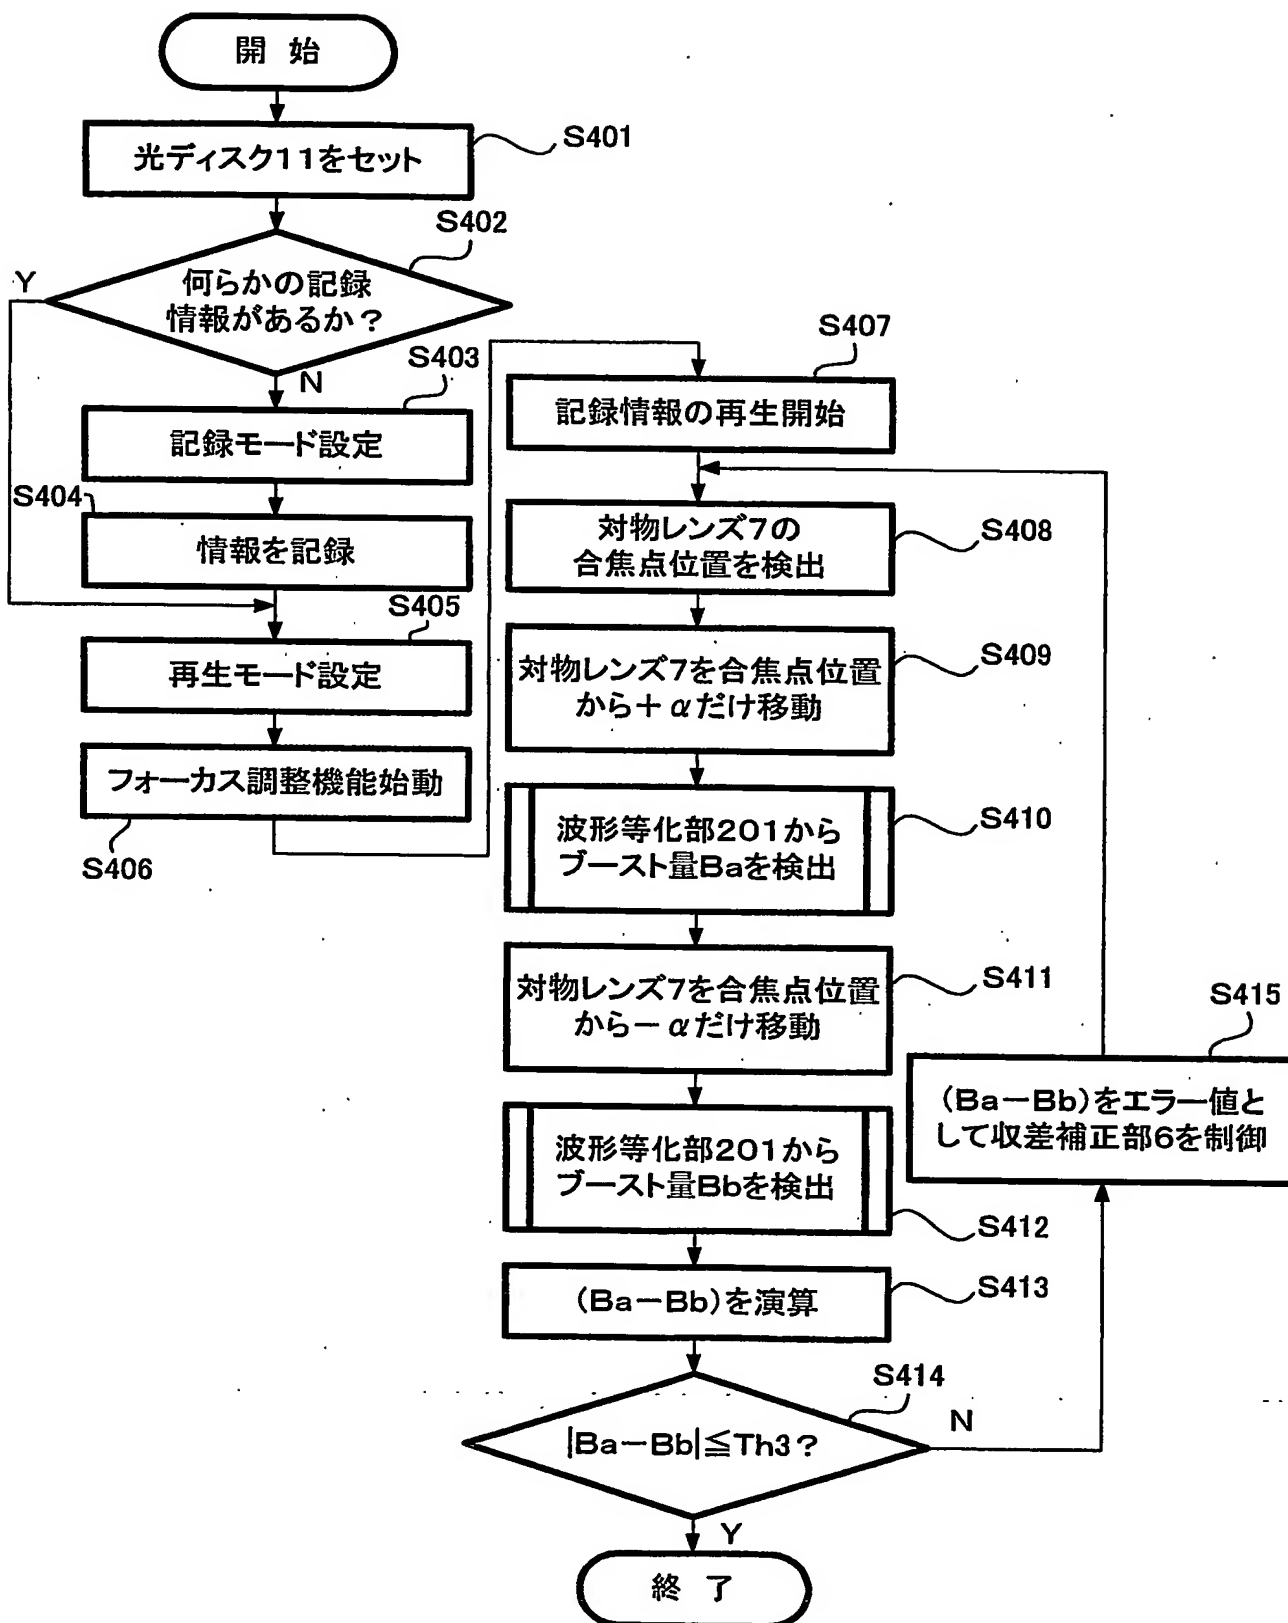 開 始
光ディスク11をセット
S401
S402
Y
何らかの記録
情報があるか?
N
S403
記録モード設定
S404
情報を記録
S405
再生モード設定
フォーカス調整機能始動
S406
S407
記録情報の再生開始
対物レンズ7の
合焦点位置を検出
S408
対物レンズ7を合焦点位置
から+αだけ移動
S409
波形等化部201から
ブースト量Baを検出
S410
対物レンズ7を合焦点位置
から-αだけ移動
S411
波形等化部201から
ブースト量Bbを検出
S412
(Ba-Bb)を演算
S413
S414
|Ba-Bb|≦Th3?
N
Y
S415
(Ba-Bb)をエラー値と
して収差補正部6を制御
終 了